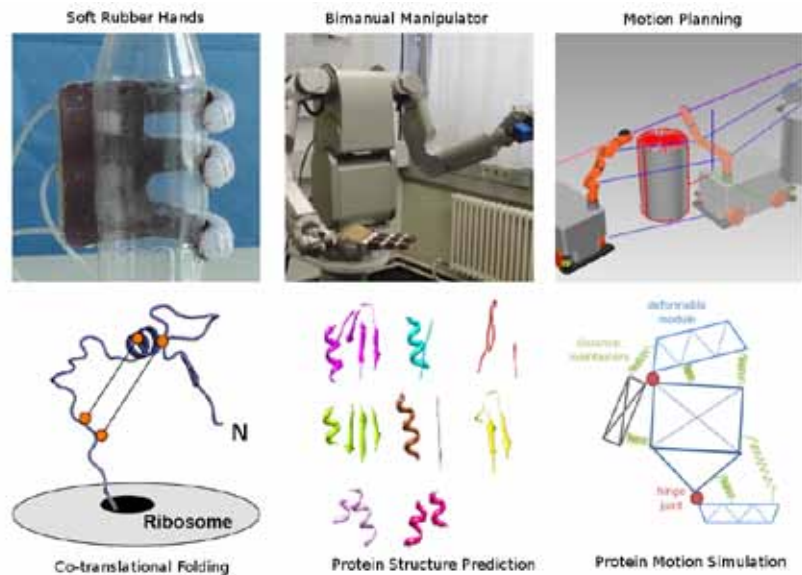 Soft Rubber Hands
Bimanual Manipulator
Motion Planning
deformable
module
distance
maintainers
N
Ribosome
hinge
joint
Co-translational Folding
Protein Structure Prediction
Protein Motion Simulation